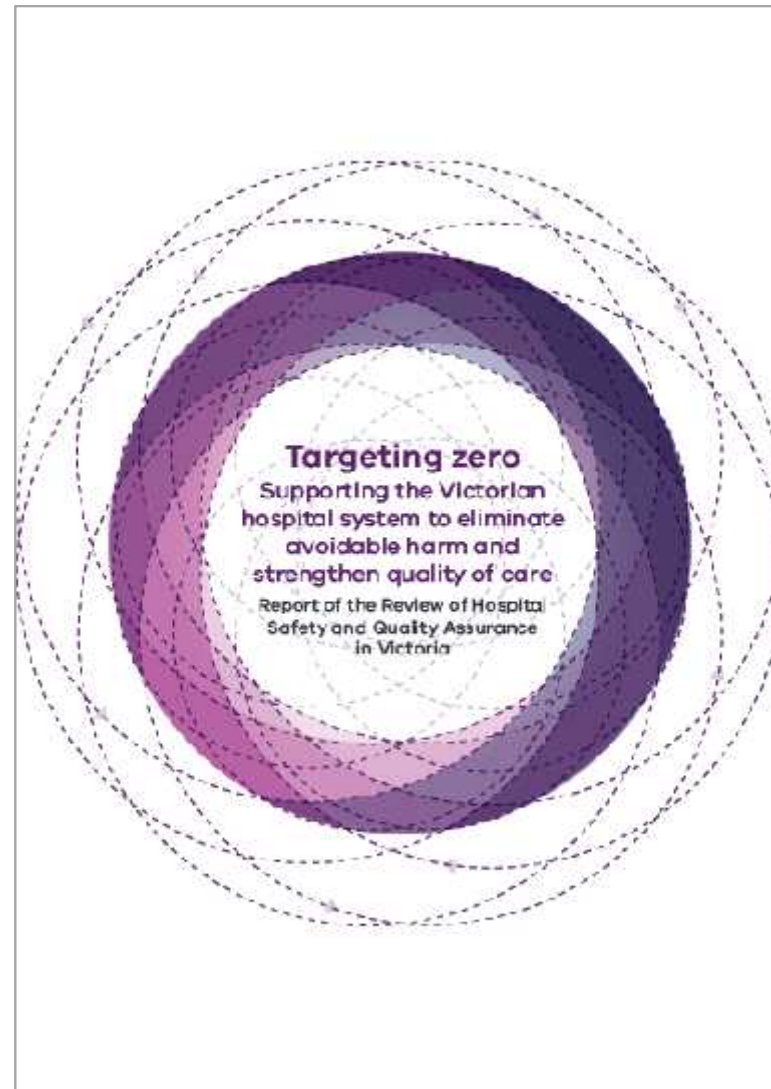 Targeting zero
Supporting the Victorian
hospital system to eliminate
avoidable harm and
strengthen quality of care
Report of the Review of Hospital
Safety and Quality Assurance
in Victoria